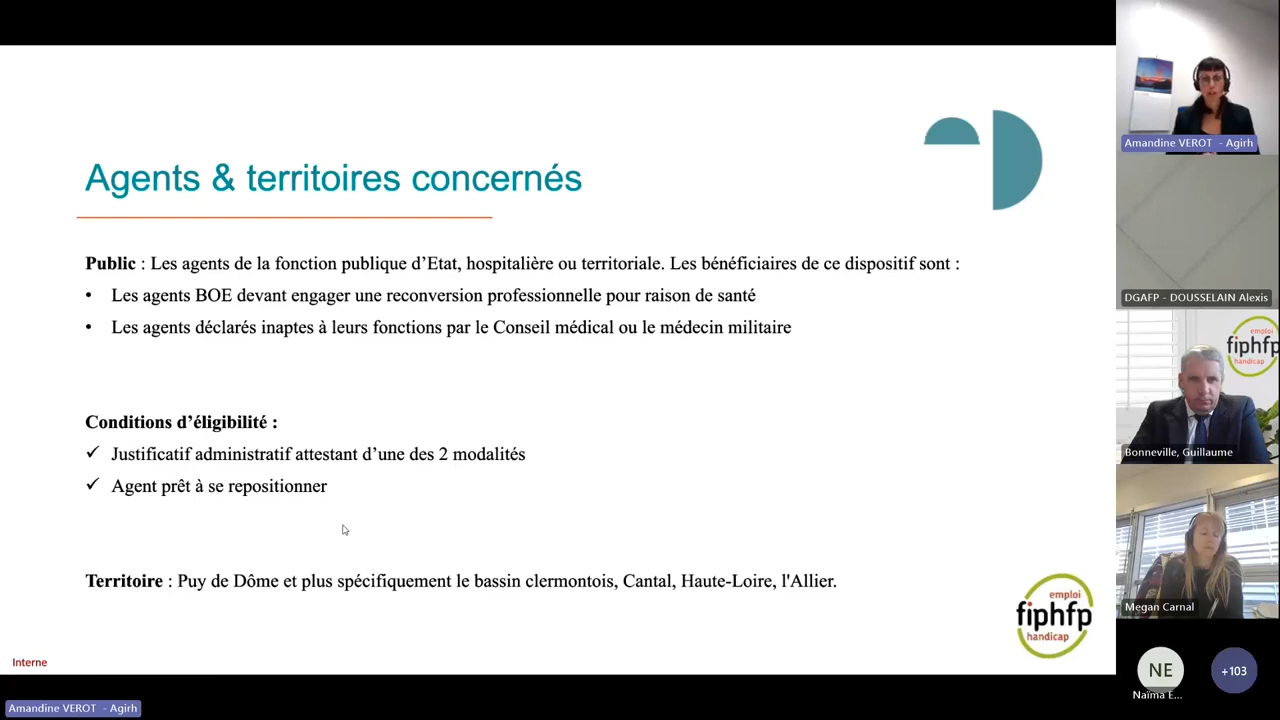 Agents & territoires concernés
Public : Les agents de la fonction publique d’Etat, hospitalière ou territoriale. Les bénéficiaires de ce dispositif sont :
• Les agents BOE devant engager une reconversion professionnelle pour raison de santé
• Les agents déclarés inaptes à leurs fonctions par le Conseil médical ou le médecin militaire
Conditions d’éligibilité :
✓ Justificatif administratif attestant d’une des 2 modalités
✓ Agent prêt à se repositionner
Territoire : Puy de Dôme et plus spécifiquement le bassin clermontois, Cantal, Haute-Loire, l'Allier.
emploi
fiphfp
handicap
Interne
Amandine VEROT - Agirh
Amandine VEROT - Agirh
DGAFP - DOUSSELAIN Alexis
emploi
fiphfp
handicap
Bonneville, Guillaume
Megan Carnal
NE
+103
Naïma E...